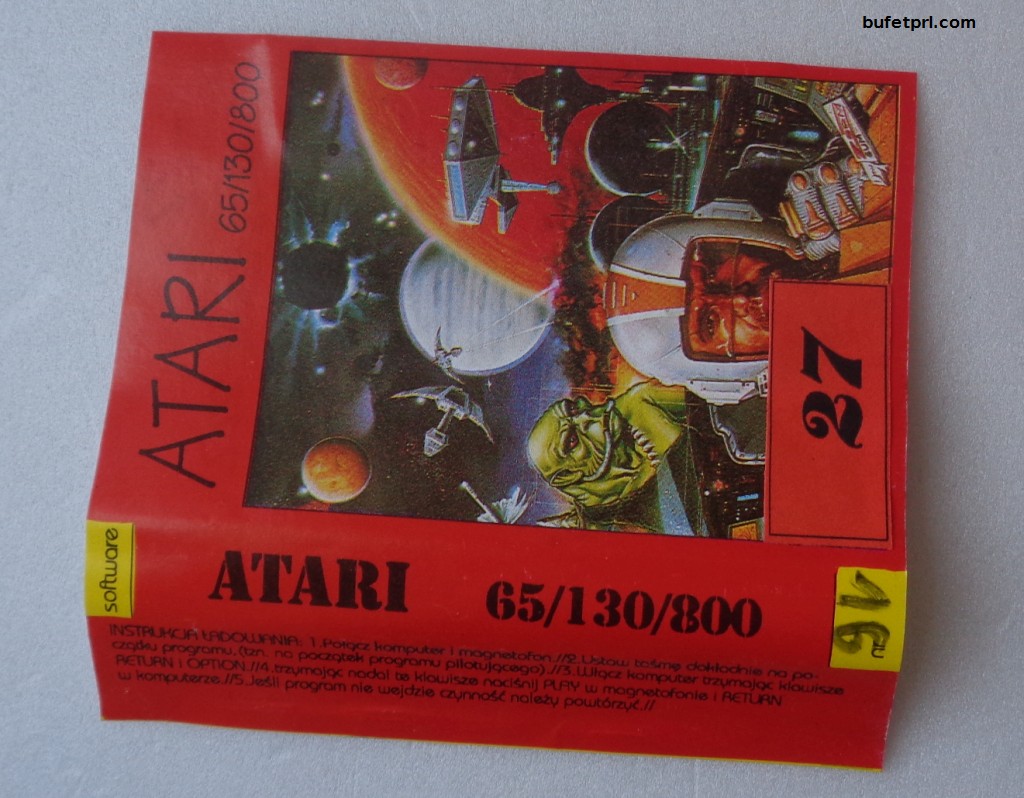 bufetprl.com
ATARI 65/130/800
27
software
ATARI 65/130/800
INSTRUKCJA ŁADOWANIA: 1.Połącz komputer i magnetofon.//2.Ustaw taśmę dokładnie na po-
czątku programu,(tzn. na początek programu pilotującego).//3.Włącz komputer trzymając klawisze
RETURN i OPTION.//4.trzymając nadal te klawisze naciśnij PLAY w magnetofonie i RETURN
w komputerze.//5.Jeśli program nie wejdzie czynność należy powtórzyć.//